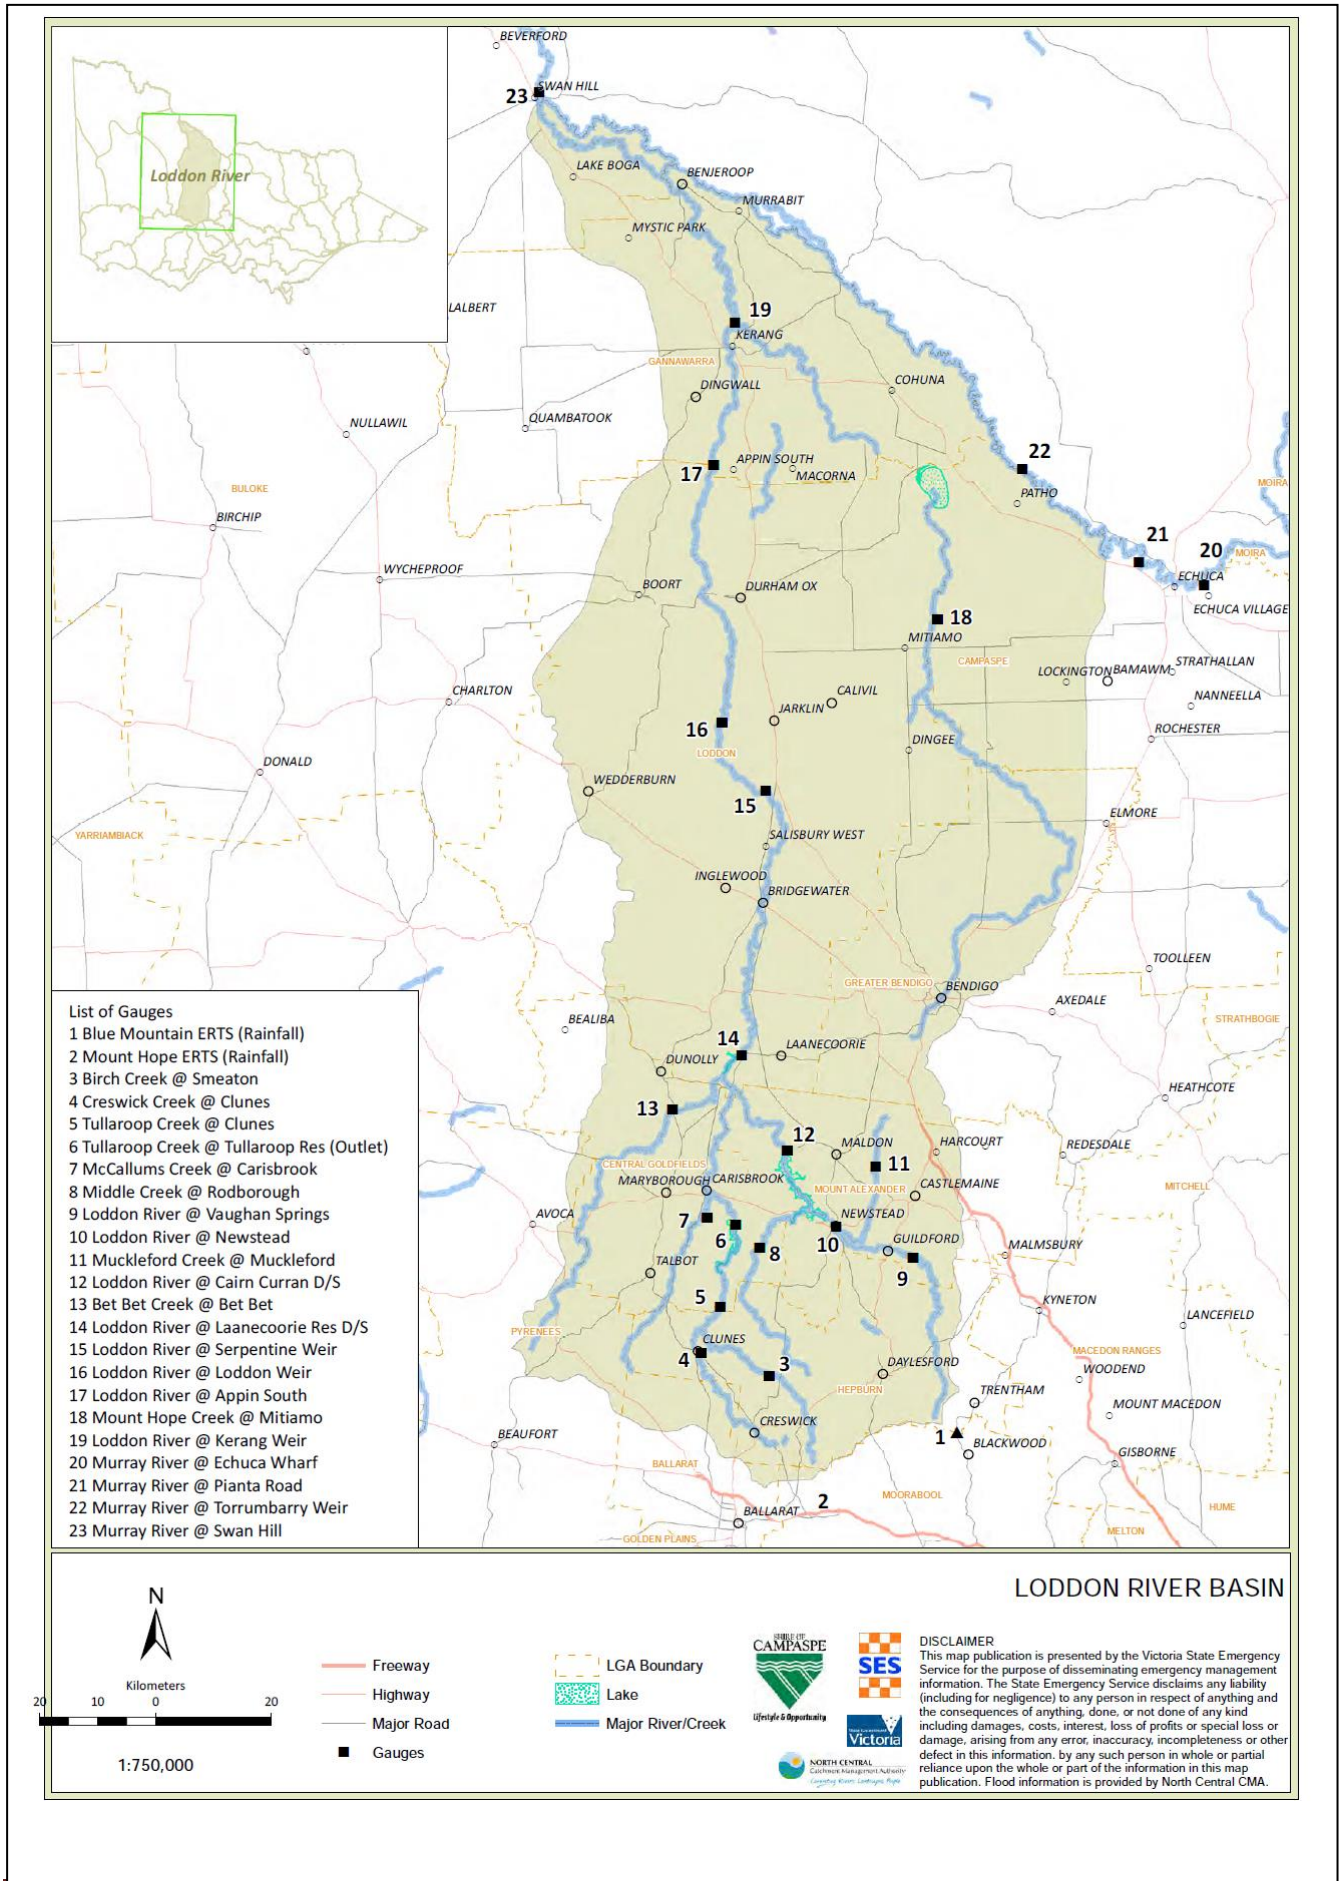 BEVERFORD
SWAN HILL
23
LAKE BOGA
BENJEROOP
MURRABIT
MYSTIC PARK
Loddon River
LALBERT
19
KERANG
GANNAWARRA
DINGWALL
COHUNA
QUAMBATOOK
NULLAWIL
22
17
APPIN SOUTH
MACORNA
PATHO
MOIRA
BULOKE
BIRCHIP
21
20
MOIRA
WYCHEPROOF
ECHUCA
BOORT
DURHAM OX
ECHUCA VILLAGE
18
MITIAMO
CAMPASPE
LOCKINGTON
BAMAWM
STRATHALLAN
CHARLTON
CALIVIL
NANNEELLA
JARKLIN
16
ROCHESTER
LODDON
DINGEE
DONALD
WEDDERBURN
15
ELMORE
YARRIAMBIACK
SALISBURY WEST
INGLEWOOD
BRIDGEWATER
TOOLLEEN
GREATER BENDIGO
BENDIGO
AXEDALE
STRATHBOGIE
BEALIBA
14
LAANECOORIE
DUNOLLY
HEATHCOTE
13
12
MALDON
HARCOURT
REDESDALE
11
CENTRAL GOLDFIELDS
MARYBOROUGH
CARISBROOK
MOUNT ALEXANDER
CASTLEMAINE
MITCHELL
AVOCA
7
6
8
NEWSTEAD
10
GUILDFORD
MALMSBURY
TALBOT
9
5
KYNETON
LANCEFIELD
PYRENEES
CLUNES
4
3
DAYLESFORD
MACEDON RANGES
WOODEND
HEPBURN
TRENTHAM
MOUNT MACEDON
CRESWICK
BEAUFORT
1
BLACKWOOD
GISBORNE
BALLARAT
2
MOORABOOL
HUME
BALLARAT
GOLDEN PLAINS
MELTON
List of Gauges
1 Blue Mountain ERTS (Rainfall)
2 Mount Hope ERTS (Rainfall)
3 Birch Creek @ Smeaton
4 Creswick Creek @ Clunes
5 Tullaroop Creek @ Clunes
6 Tullaroop Creek @ Tullaroop Res (Outlet)
7 McCallums Creek @ Carisbrook
8 Middle Creek @ Rodborough
9 Loddon River @ Vaughan Springs
10 Loddon River @ Newstead
11 Muckleford Creek @ Muckleford
12 Loddon River @ Cairn Curran D/S
13 Bet Bet Creek @ Bet Bet
14 Loddon River @ Laanecoorie Res D/S
15 Loddon River @ Serpentine Weir
16 Loddon River @ Loddon Weir
17 Loddon River @ Appin South
18 Mount Hope Creek @ Mitiamo
19 Loddon River @ Kerang Weir
20 Murray River @ Echuca Wharf
21 Murray River @ Pianta Road
22 Murray River @ Torrumbarry Weir
23 Murray River @ Swan Hill
LODDON RIVER BASIN
N
Kilometers
20 10 0 20
1:750,000
Freeway
Highway
Major Road
Gauges
LGA Boundary
Lake
Major River/Creek
SHIRE OF
CAMPASPE
Lifestyle & Opportunity
SES
Victoria
NORTH CENTRAL
Catchment Management Authority
DISCLAIMER
This map publication is presented by the Victoria State Emergency
Service for the purpose of disseminating emergency management
information. The State Emergency Service disclaims any liability
(including for negligence) to any person in respect of anything and
the consequences of anything, done, or not done of any kind
including damages, costs, interest, loss of profits or special loss or
damage, arising from any error, inaccuracy, incompleteness or other
defect in this information. by any such person in whole or partial
reliance upon the whole or part of the information in this map
publication. Flood information is provided by North Central CMA.